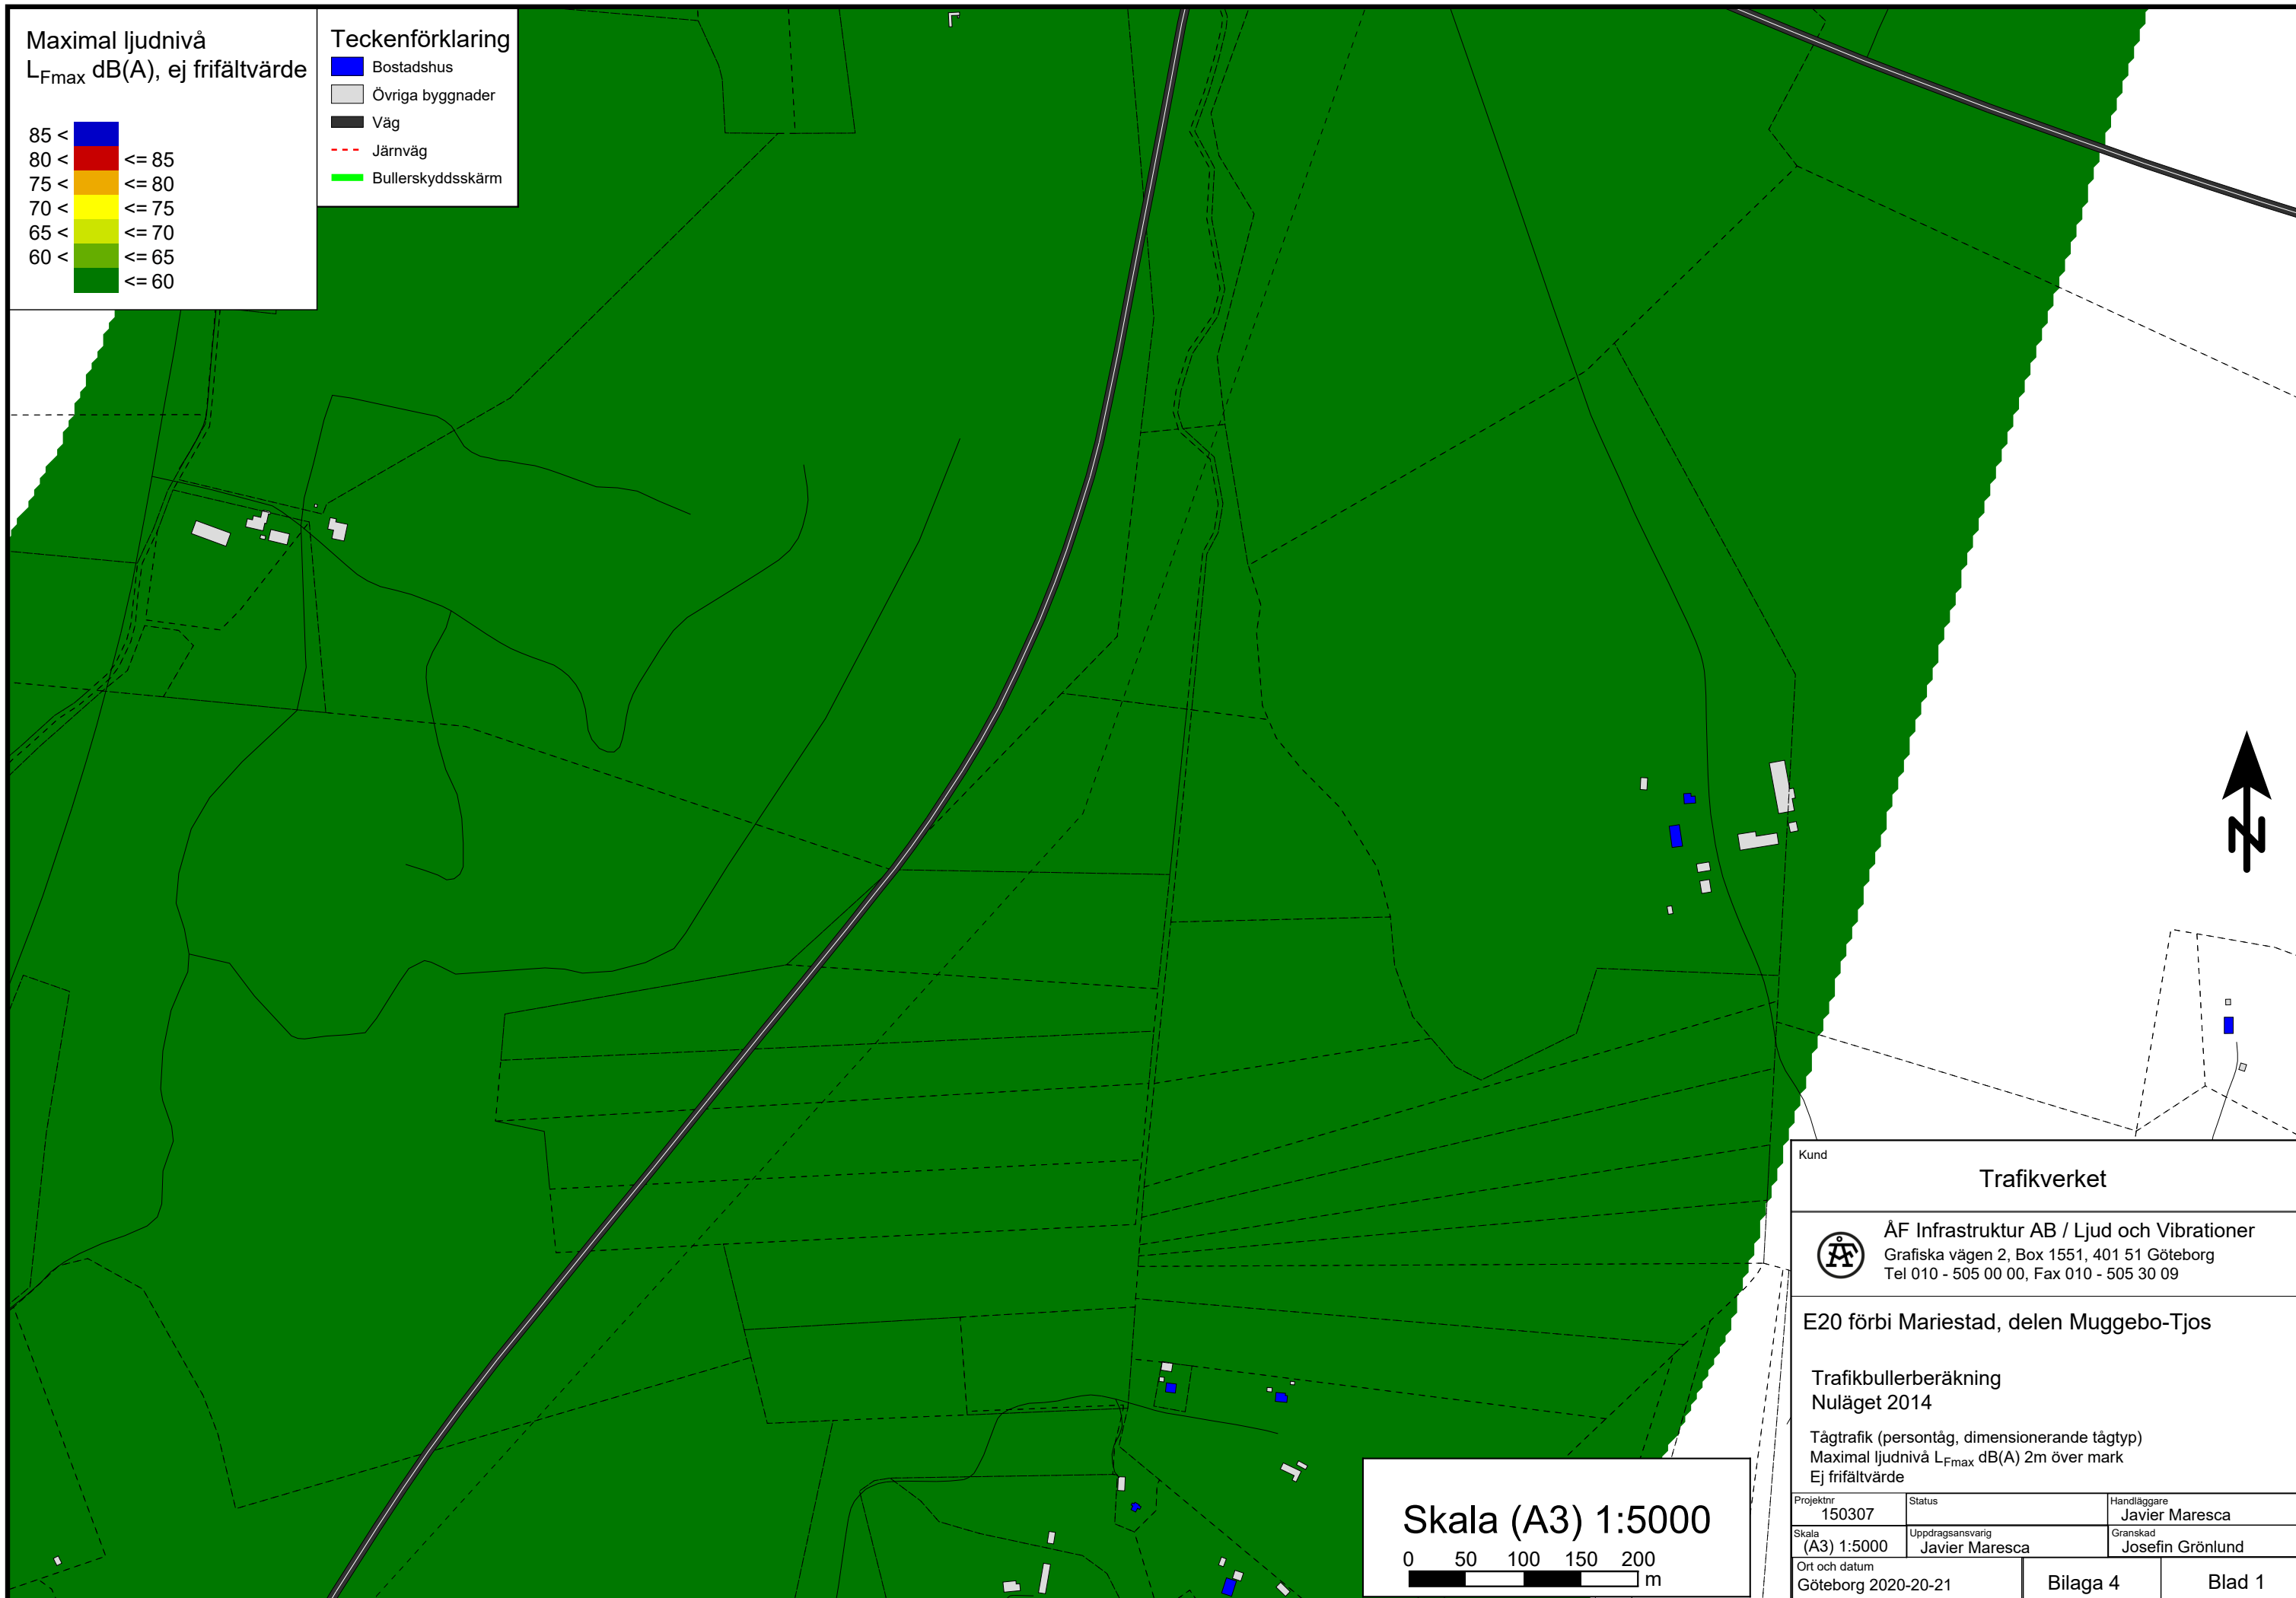 Maximal ljudnivå
LFmax dB(A), ej frifältvärde
85 <
80 < <= 85
75 < <= 80
70 < <= 75
65 < <= 70
60 < <= 65
<= 60
Teckenförklaring
Bostadshus
Övriga byggnader
Väg
Järnväg
Bullerskyddsskärm
N
Skala (A3) 1:5000
0 50 100 150 200
m
Kund
Trafikverket
ÅF
ÅF Infrastruktur AB / Ljud och Vibrationer
Grafiska vägen 2, Box 1551, 401 51 Göteborg
Tel 010 - 505 00 00, Fax 010 - 505 30 09
E20 förbi Mariestad, delen Muggebo-Tjos
Trafikbullerberäkning
Nuläget 2014
Tågtrafik (persontåg, dimensionerande tågtyp)
Maximal ljudnivå LFmax dB(A) 2m över mark
Ej frifältvärde
Projektnr Status Handläggare
150307 Javier Maresca
Skala Uppdragsansvarig Granskad
(A3) 1:5000 Javier Maresca Josefin Grönlund
Ort och datum
Göteborg 2020-20-21 Bilaga 4 Blad 1